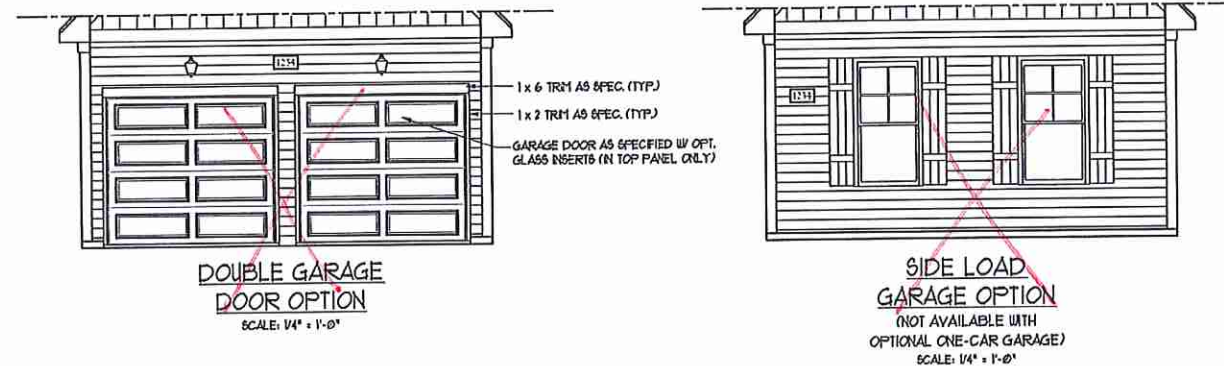 1234
1 x 6 TRIM AS SPEC. (TYP.)
1 x 2 TRIM AS SPEC. (TYP.)
GARAGE DOOR AS SPECIFIED W/ OPT.
GLASS INSERTS (IN TOP PANEL ONLY)
DOUBLE GARAGE
DOOR OPTION
SCALE: 1/4" = 1'-0"
1234
SIDE LOAD
GARAGE OPTION
(NOT AVAILABLE WITH
OPTIONAL ONE-CAR GARAGE)
SCALE: 1/4" = 1'-0"